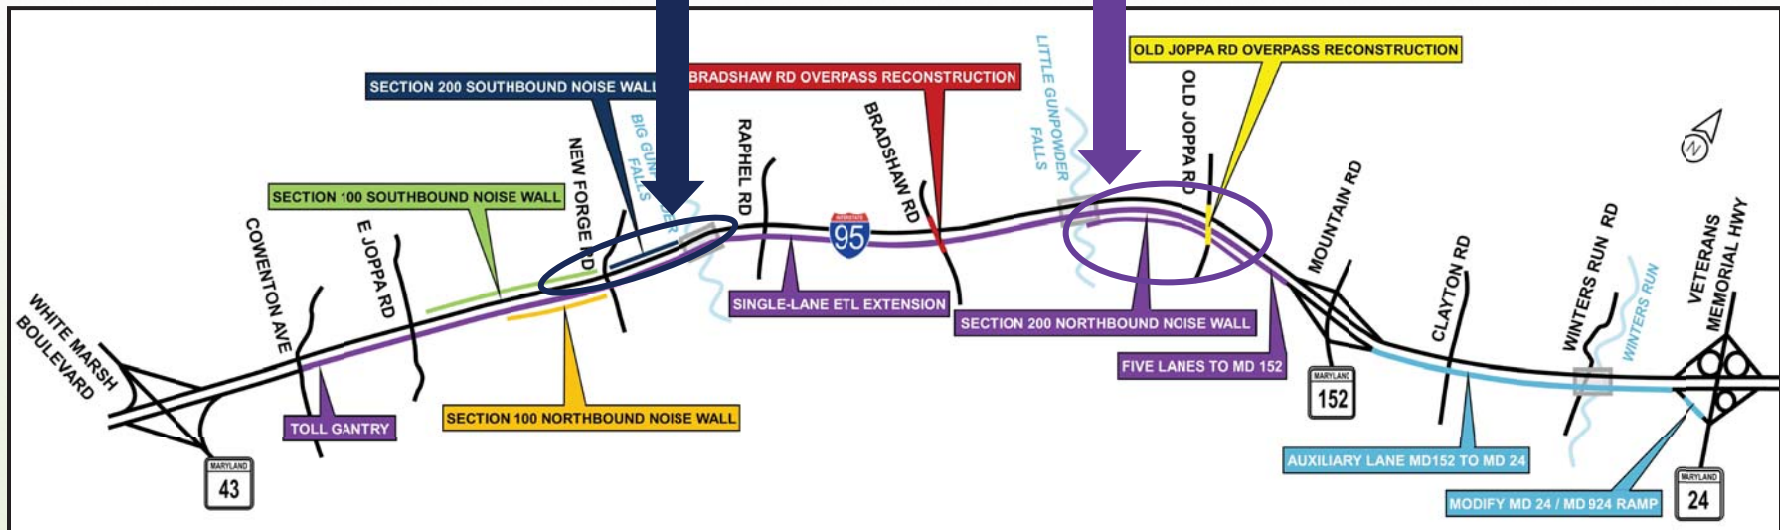 OLD JOPPA RD OVERPASS RECONSTRUCTION
BRADSHAW RD OVERPASS RECONSTRUCTION
SECTION 200 SOUTHBOUND NOISE WALL
LITTLE GUNPOWDER
FALLS
OLD JOPPA RD
BIG GUNPOWDER
FALLS
RAPHEL RD
BRADSHAW RD
NEW FORGE RD
N
SECTION 100 SOUTHBOUND NOISE WALL
COWENTON AVE
E JOPPA RD
INTERSTATE
95
MOUNTAIN RD
CLAYTON RD
WINTERS RUN RD
WINTERS RUN
VETERANS
MEMORIAL HWY
WHITE MARSH
BOULEVARD
SINGLE-LANE ETL EXTENSION
SECTION 200 NORTHBOUND NOISE WALL
FIVE LANES TO MD 152
MARYLAND
152
TOLL GANTRY
SECTION 100 NORTHBOUND NOISE WALL
AUXILIARY LANE MD152 TO MD 24
MARYLAND
43
MODIFY MD 24 / MD 924 RAMP
MARYLAND
24